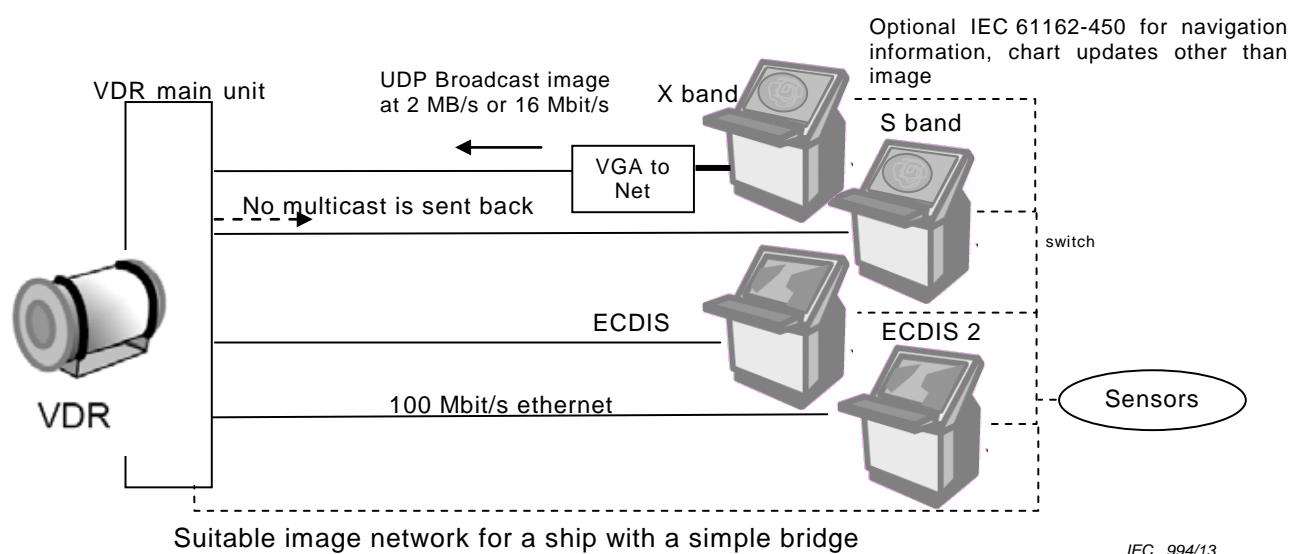 Optional IEC 61162-450 for navigation
information, chart updates other than
image
VDR main unit
UDP Broadcast image
at 2 MB/s or 16 Mbit/s
X band
S band
VGA to
Net
No multicast is sent back
switch
ECDIS
ECDIS 2
Sensors
100 Mbit/s ethernet
VDR
Suitable image network for a ship with a simple bridge
IEC 994/13